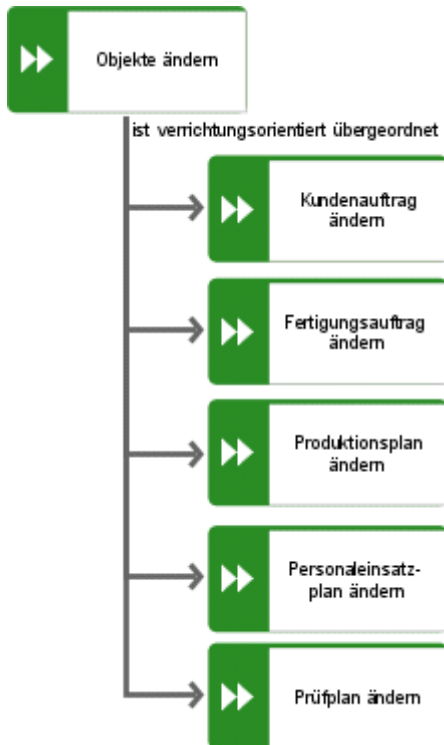 Objekte ändern
ist verrichtungsorientiert übergeordnet
Kundenauftrag
ändern
Fertigungsauftrag
ändern
Produktionsplan
ändern
Personaleinsatz-
plan ändern
Prüfplan ändern